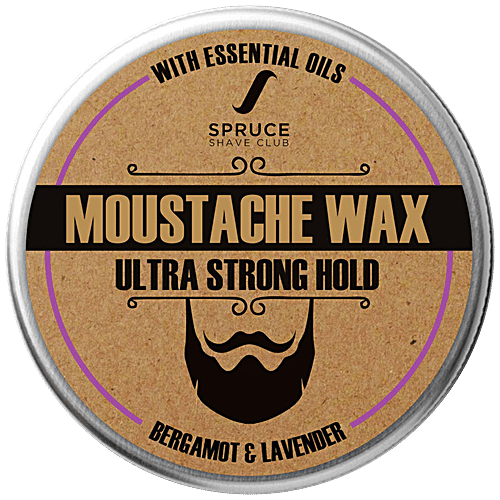 WITH ESSENTIAL OILS
SPRUCE
SHAVE CLUB
MOUSTACHE WAX
ULTRA STRONG HOLD
BERGAMOT & LAVENDER